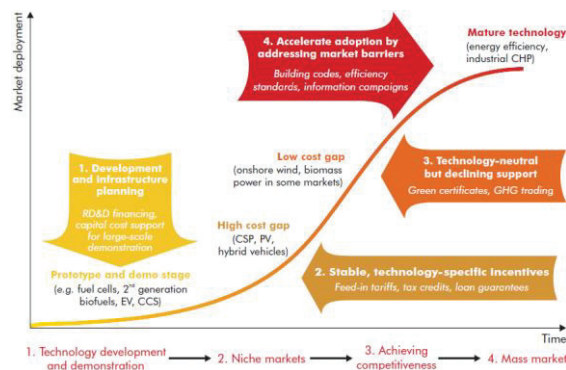 Market deployment
4. Accelerate adoption by
addressing market barriers
Building codes, efficiency
standards, information campaigns
Mature technology
(energy efficiency,
industrial CHP)
1. Development
and infrastructure
planning
RD&D financing,
capital cost support
for large-scale
demonstration
Prototype and demo stage
(e.g. fuel cells, 2nd generation
biofuels, EV, CCS)
Low cost gap
(onshore wind, biomass
power in some markets)
3. Technology-neutral
but declining support
Green certificates, GHG trading
High cost gap
(CSP, PV,
hybrid vehicles)
2. Stable, technology-specific incentives
Feed-in tariffs, tax credits, loan guarantees
Time
1. Technology development
and demonstration
2. Niche markets
3. Achieving
competitiveness
4. Mass market